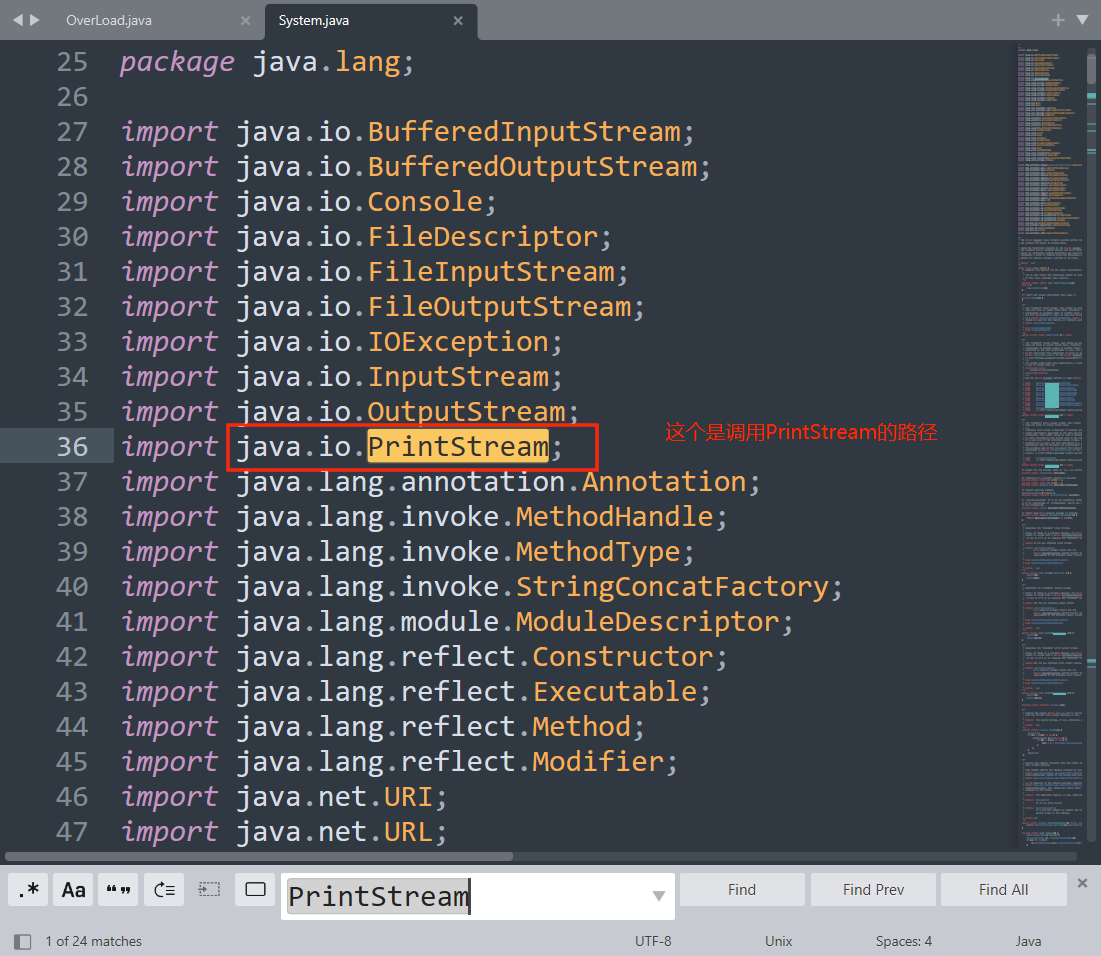 OverLoad.java
System.java
25 package java.lang;
26
27 import java.io.BufferedInputStream;
28 import java.io.BufferedOutputStream;
29 import java.io.Console;
30 import java.io.FileDescriptor;
31 import java.io.FileInputStream;
32 import java.io.FileOutputStream;
33 import java.io.IOException;
34 import java.io.InputStream;
35 import java.io.OutputStream;
36 import java.io.PrintStream;
这个是调用PrintStream的路径
37 import java.lang.annotation.Annotation;
38 import java.lang.invoke.MethodHandle;
39 import java.lang.invoke.MethodType;
40 import java.lang.invoke.StringConcatFactory;
41 import java.lang.module.ModuleDescriptor;
42 import java.lang.reflect.Constructor;
43 import java.lang.reflect.Executable;
44 import java.lang.reflect.Method;
45 import java.lang.reflect.Modifier;
46 import java.net.URI;
47 import java.net.URL;
.* Aa “” PrintStream Find Find Prev Find All
1 of 24 matches UTF-8 Unix Spaces: 4 Java